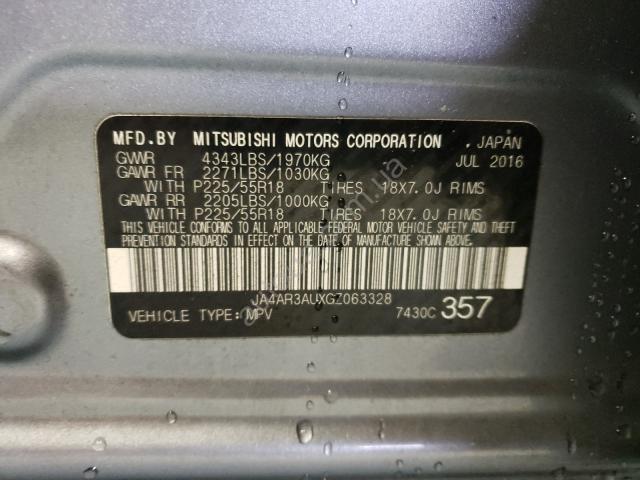 MFD.BY MITSUBISHI MOTORS CORPORATION , JAPAN
GVWR 4343LBS/1970KG JUL 2016
GAWR FR 2271LBS/1030KG
WITH P225/55R18 TIRES 18X7.0J RIMS
GAWR RR 2205LBS/1000KG
WITH P225/55R18 TIRES 18X7.0J RIMS
THIS VEHICLE CONFORMS TO ALL APPLICABLE FEDERAL MOTOR VEHICLE SAFETY AND THEFT
PREVENTION STANDARDS IN EFFECT ON THE DATE OF MANUFACTURE SHOWN ABOVE.
JA4AR3AUXGZ063328
VEHICLE TYPE: MPV 7430C 357